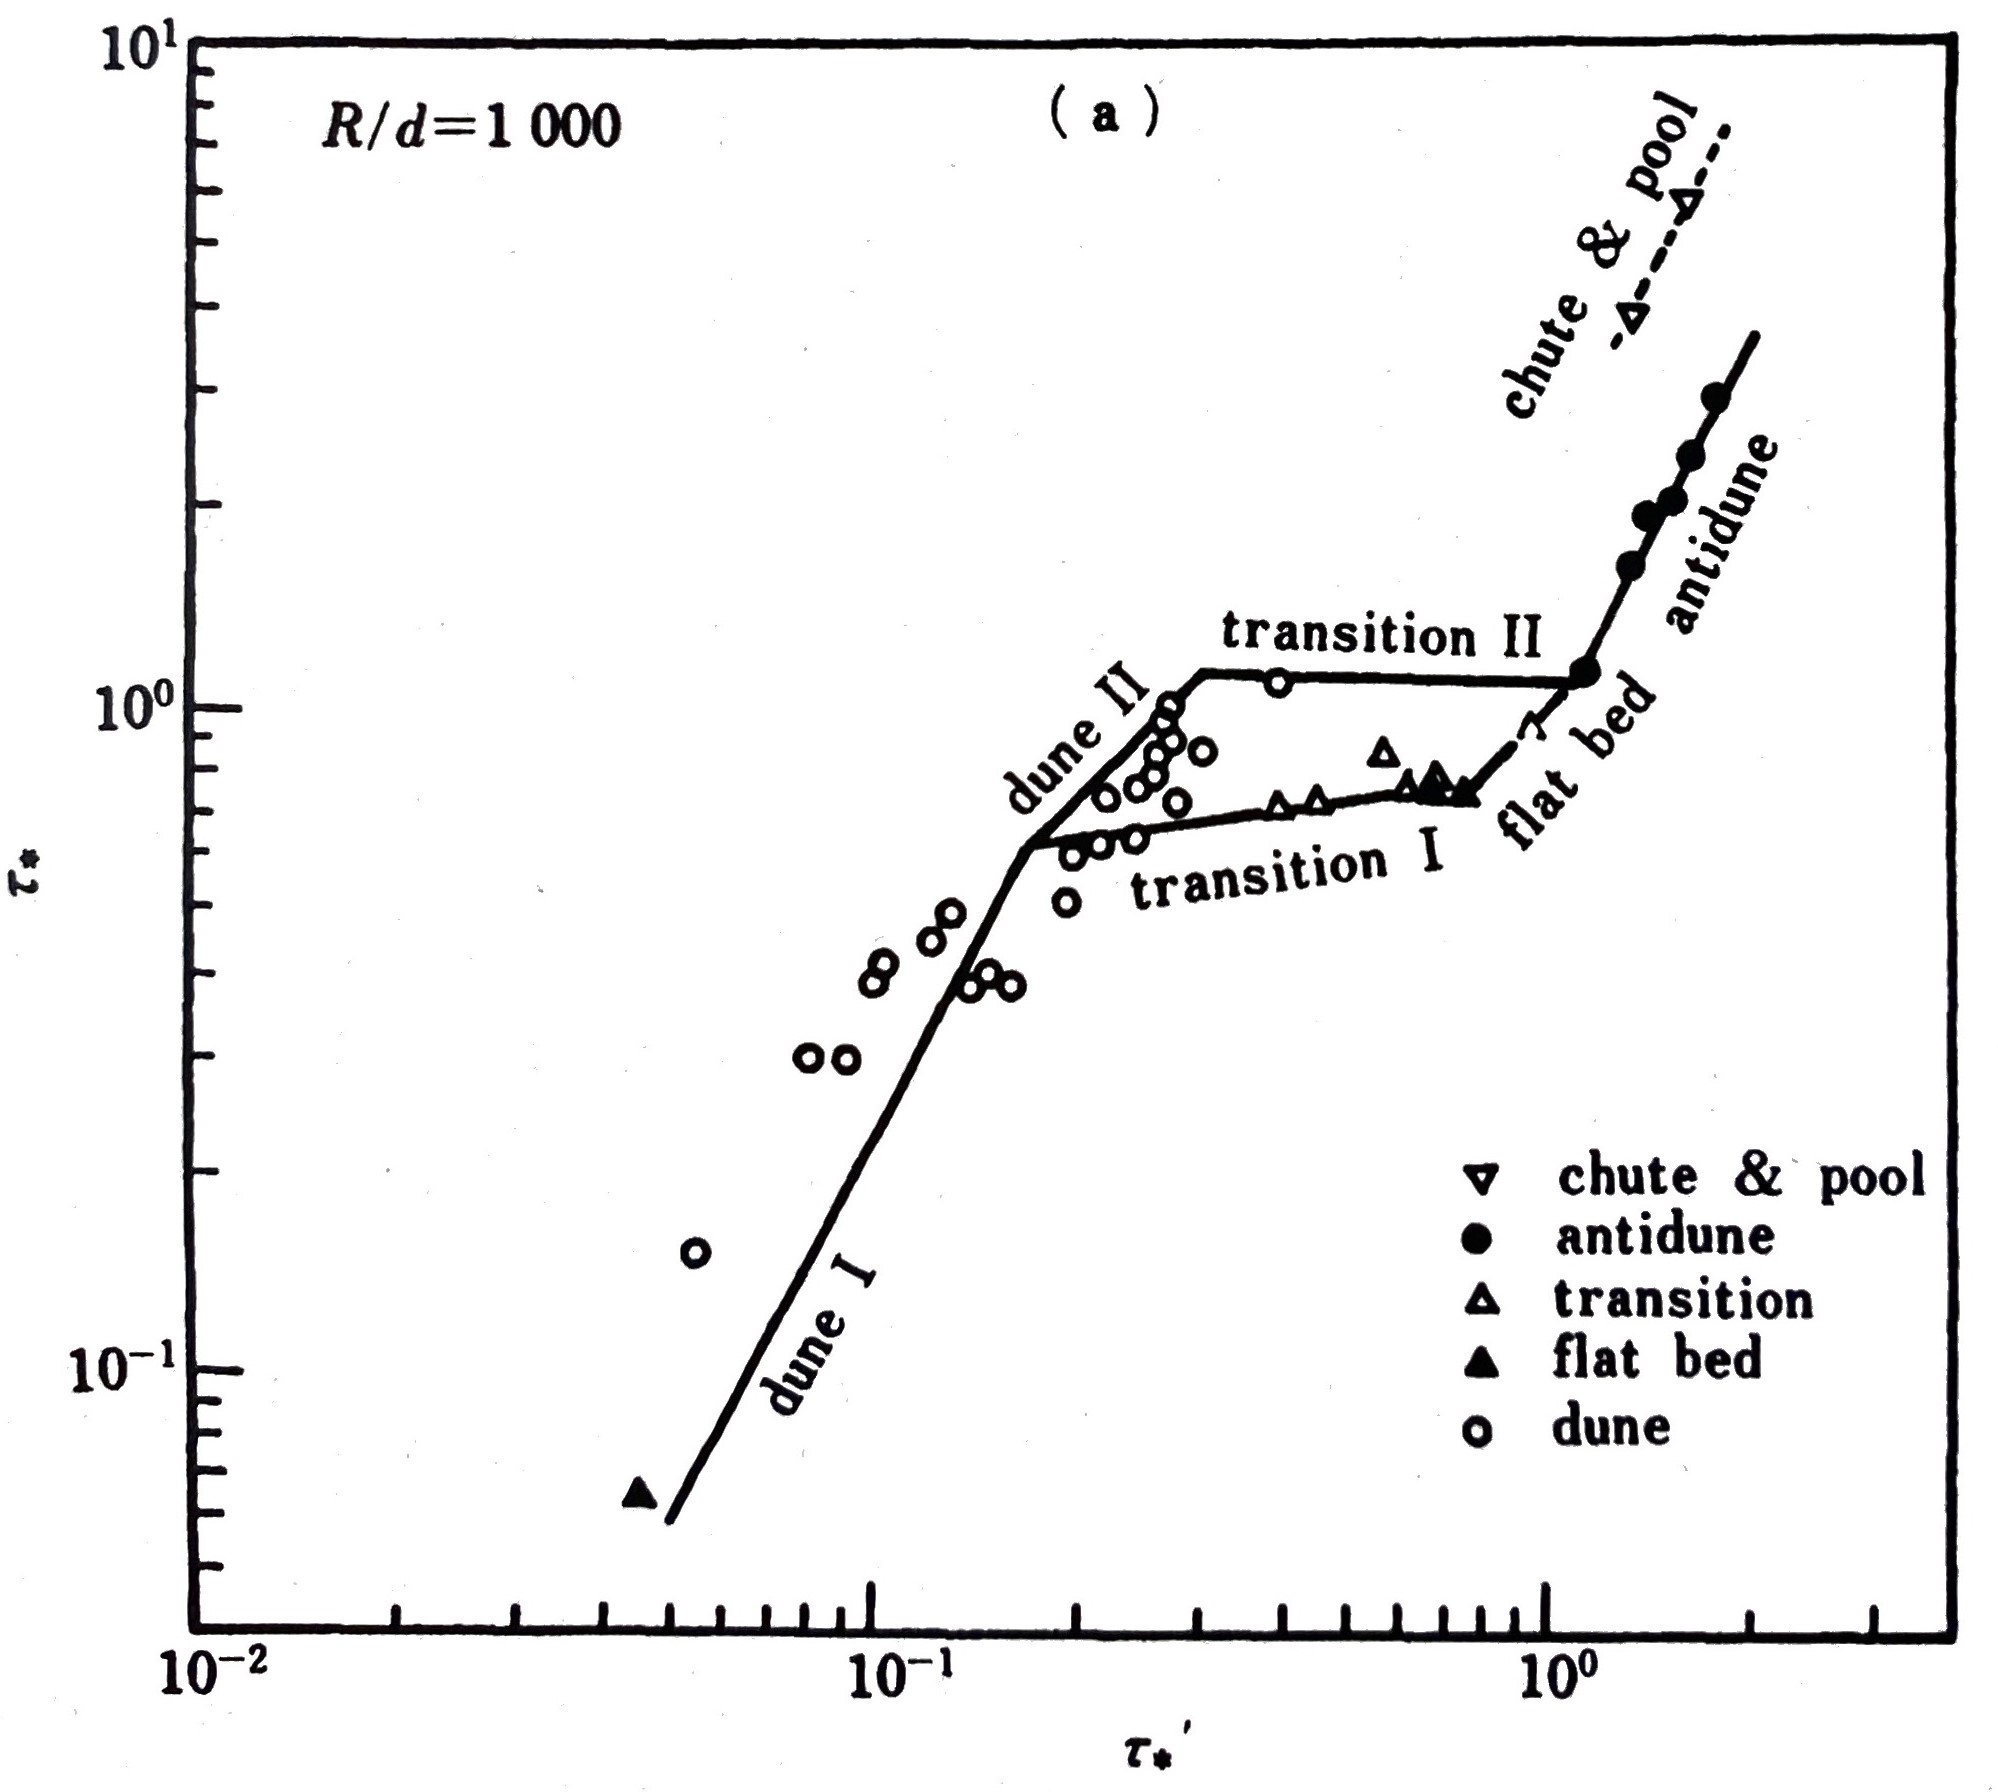 10¹
R/d=1 000
(a)
chute & pool
antidune
transition II
dune II
10⁰
flat bed
transition I
τ*
dune I
▽ chute & pool
● antidune
△ transition
▲ flat bed
○ dune
10⁻¹
10⁻² 10⁻¹ 10⁰
τ*′